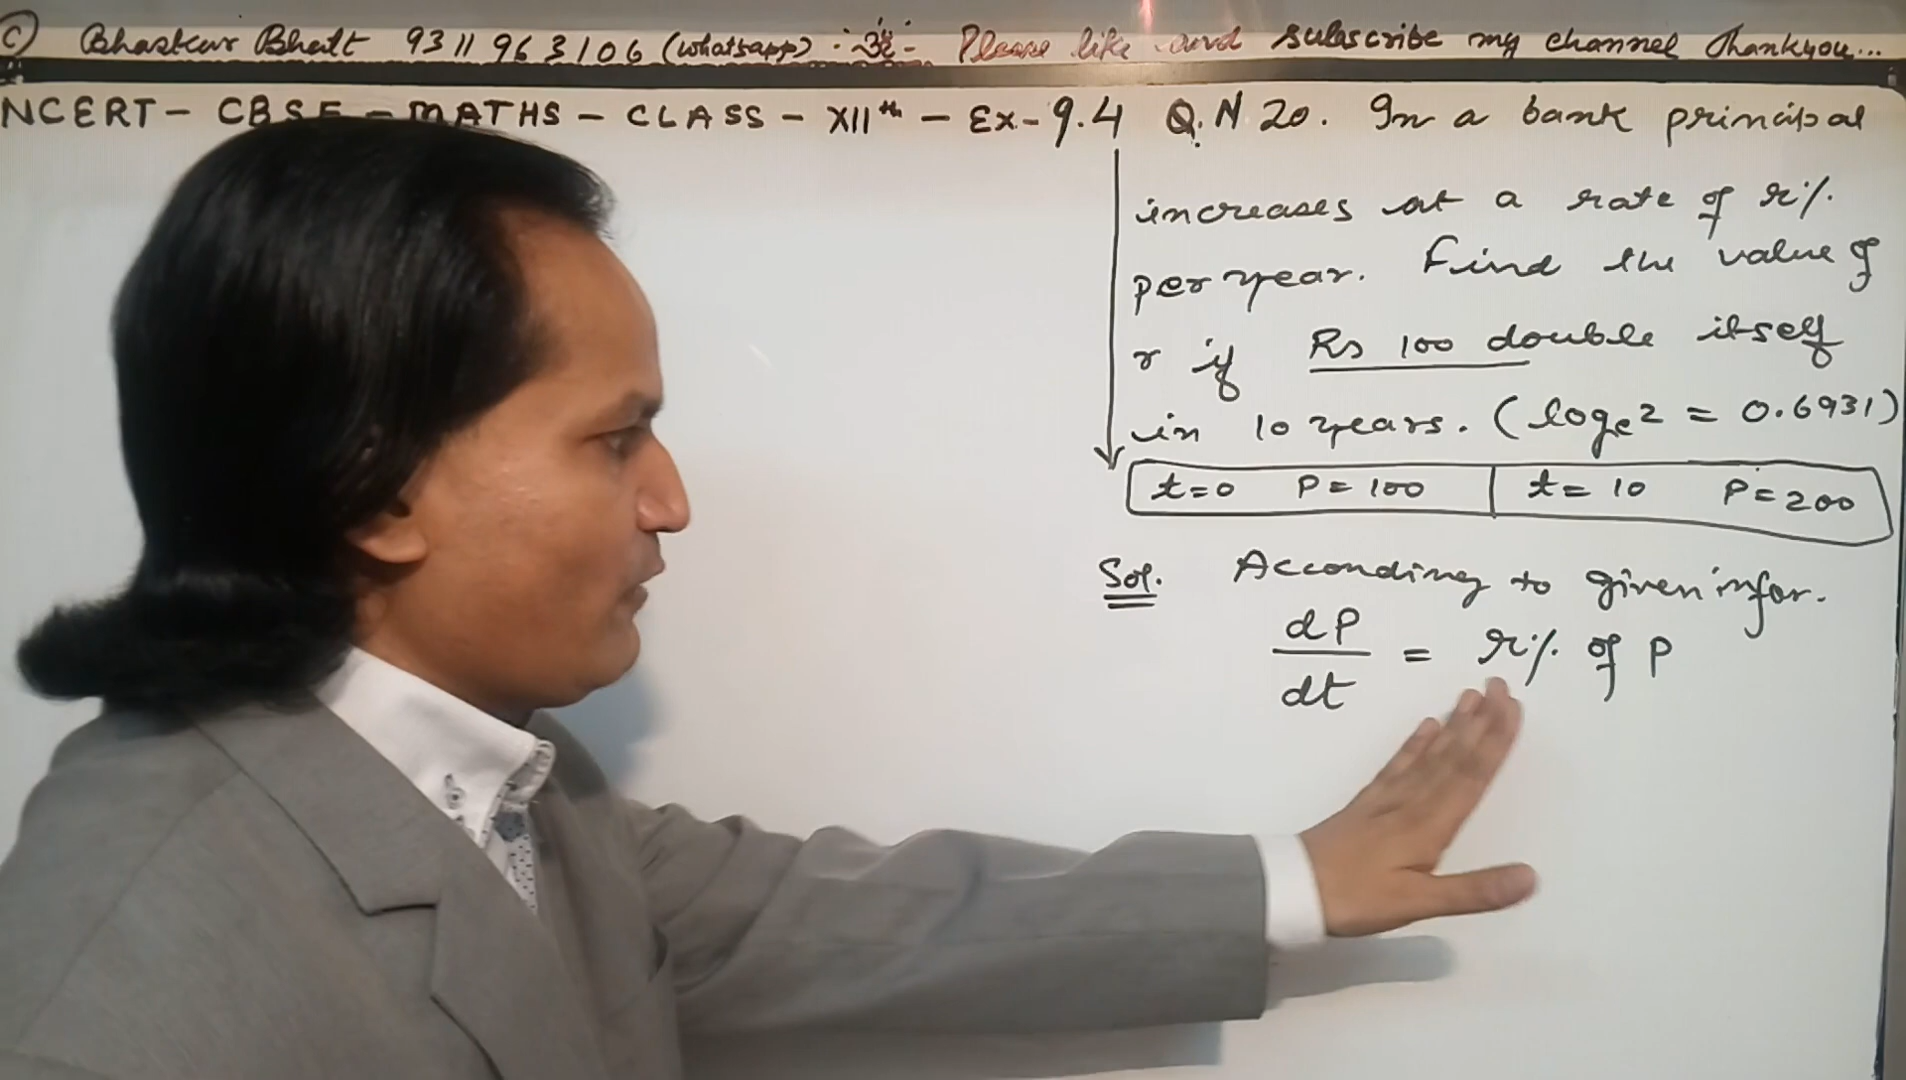 © Bhaskar Bhatt 9311963106 (whatsapp) Please like and subscribe my channel Thankyou...
NCERT - CBSE - MATHS - CLASS - XIIth - Ex-9.4 Q.N 20. In a bank principal
increases at a rate of r%
per year. Find the value of
r if Rs 100 double itself
in 10 years. (logₑ2 = 0.6931)
t=0 P=100 | t=10 P=200
Sol. According to given infor.
dP/dt = r% of P